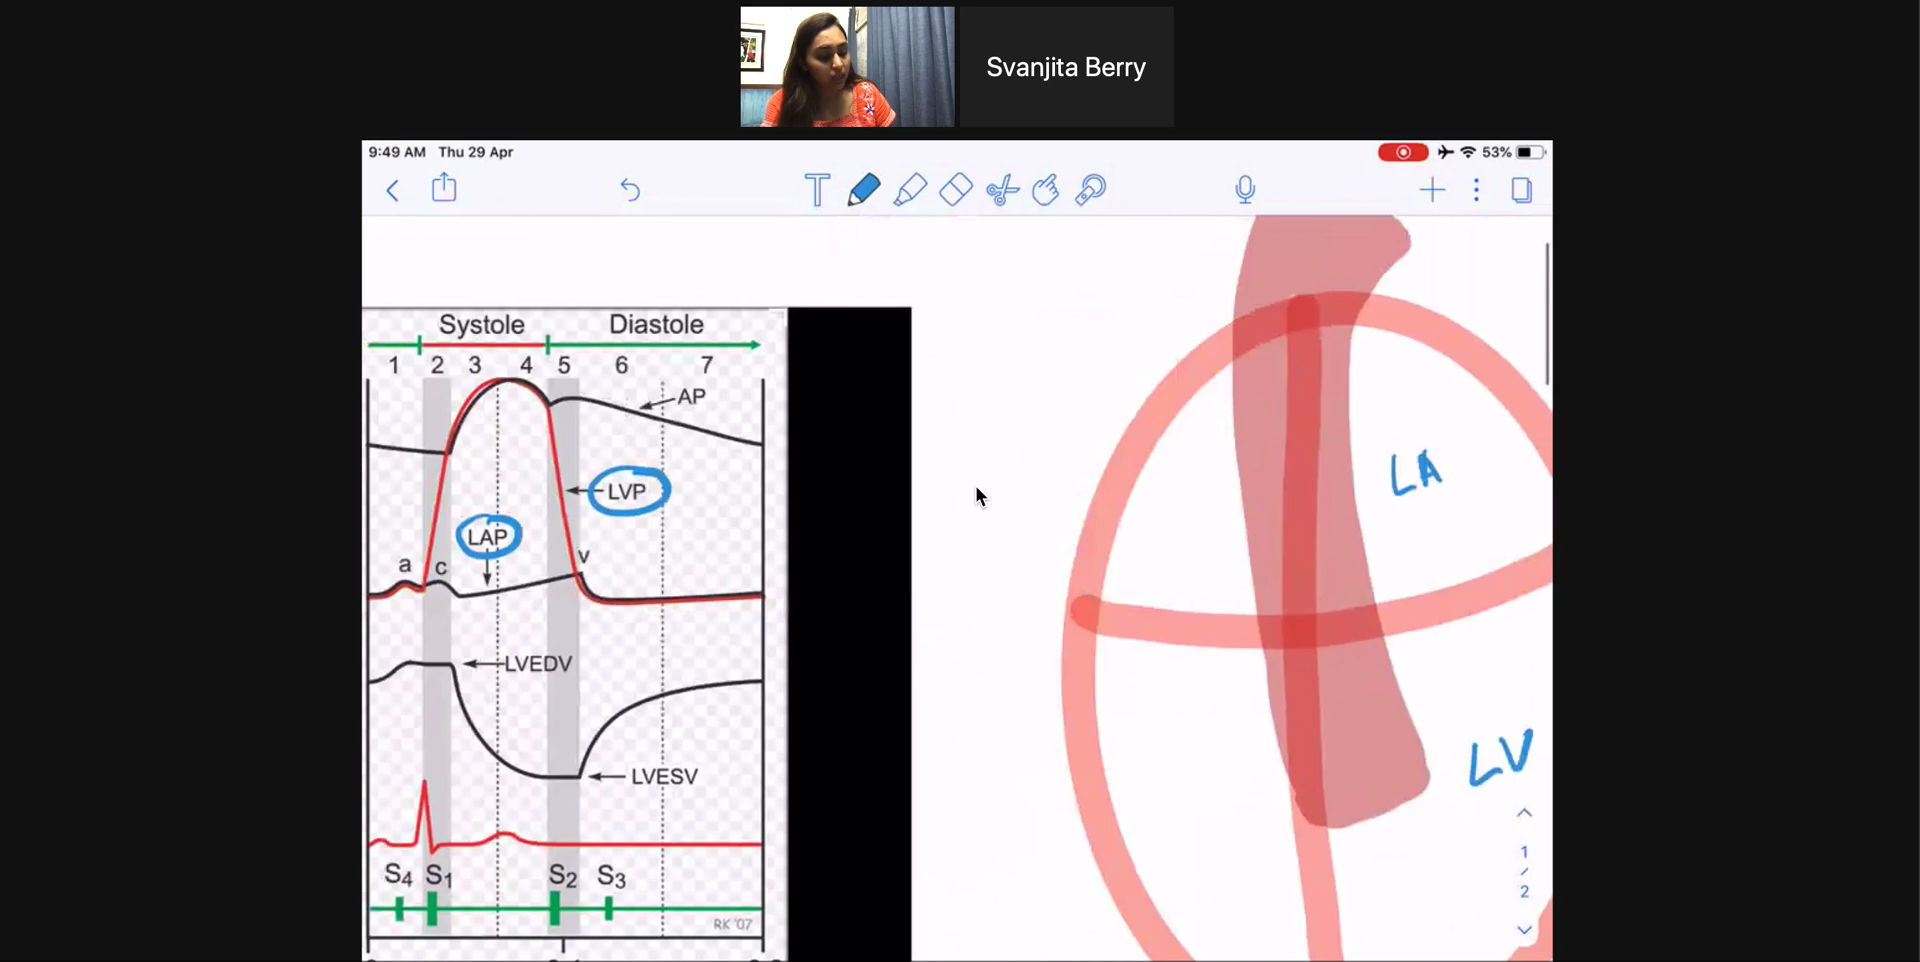 Svanjita Berry
9:49 AM Thu 29 Apr
53%
T
Systole Diastole
1 2 3 4 5 6 7
AP
LVP
LAP
a c v
LVEDV
LVESV
S4 S1 S2 S3
RK '07
LA
LV
1
/
2